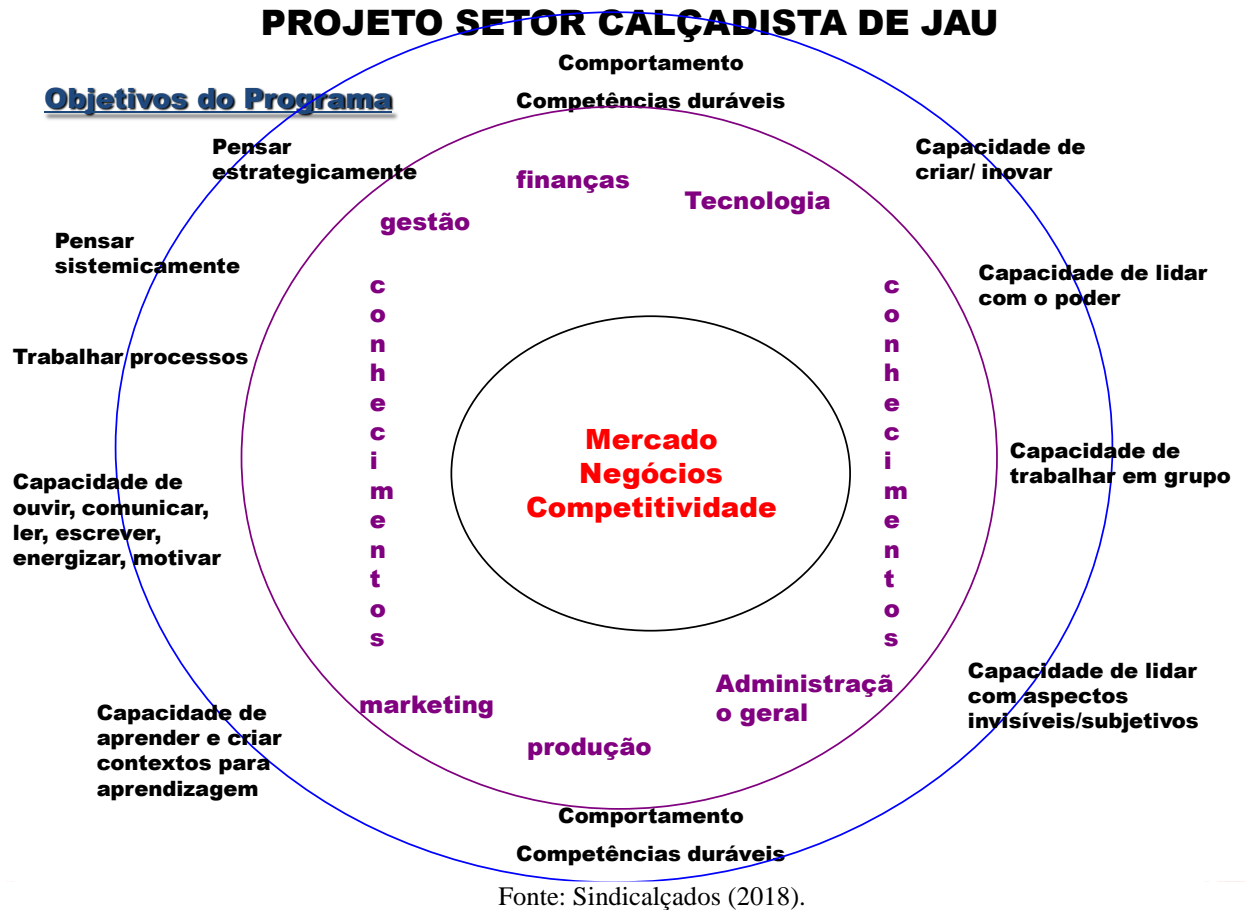 PROJETO SETOR CALÇADISTA DE JAU
Comportamento
Objetivos do Programa
Competências duráveis
Pensar
estrategicamente
Capacidade de
criar/ inovar
finanças
Tecnologia
gestão
Pensar
sistemicamente
Capacidade de lidar
com o poder
Trabalhar processos
conhecimentos
conhecimentos
Mercado
Negócios
Competitividade
Capacidade de
trabalhar em grupo
Capacidade de
ouvir, comunicar,
ler, escrever,
energizar, motivar
Capacidade de lidar
com aspectos
invisíveis/subjetivos
marketing
Administraçã
o geral
produção
Capacidade de
aprender e criar
contextos para
aprendizagem
Comportamento
Competências duráveis
Fonte: Sindicalçados (2018).